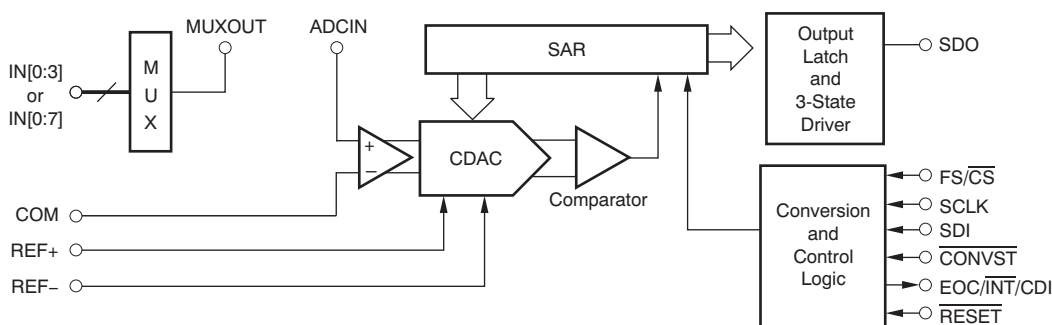 MUXOUT
ADCIN
IN[0:3]
or
IN[0:7]
M
U
X
SAR
Output
Latch
and
3-State
Driver
SDO
+
−
CDAC
Comparator
COM
REF+
REF−
Conversion
and
Control
Logic
FS/CS
SCLK
SDI
CONVST
EOC/INT/CDI
RESET